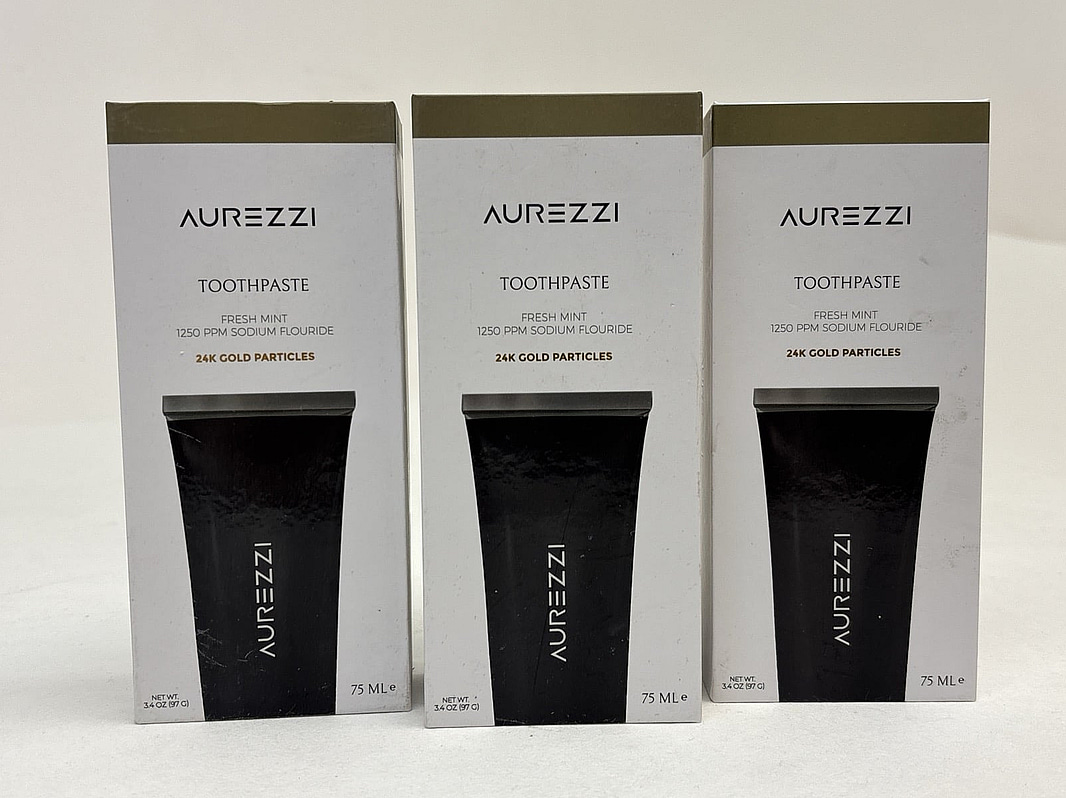 AUREZZI
TOOTHPASTE
FRESH MINT
1250 PPM SODIUM FLOURIDE
24K GOLD PARTICLES
AUREZZI
NET WT.
3.4 OZ (97 G)
75 ML e
AUREZZI
TOOTHPASTE
FRESH MINT
1250 PPM SODIUM FLOURIDE
24K GOLD PARTICLES
AUREZZI
NET WT.
3.4 OZ (97 G)
75 ML e
AUREZZI
TOOTHPASTE
FRESH MINT
1250 PPM SODIUM FLOURIDE
24K GOLD PARTICLES
AUREZZI
NET WT.
3.4 OZ (97 G)
75 ML e